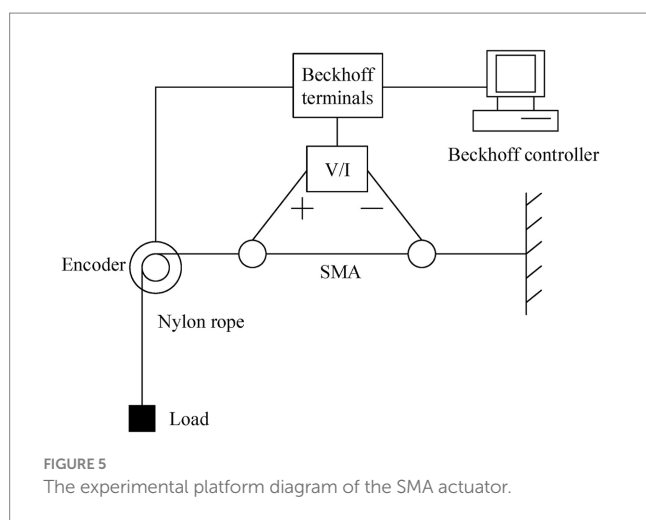 Beckhoff
terminals
Beckhoff controller
V/I
+ −
Encoder
SMA
Nylon rope
Load
FIGURE 5
The experimental platform diagram of the SMA actuator.